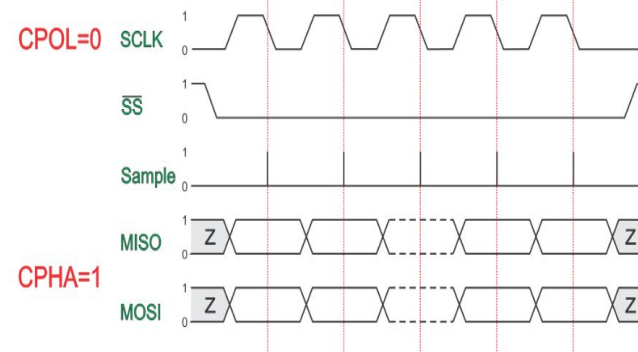 CPOL=0 SCLK 1 0
SS 1 0
Sample 1 0
MISO 1 0 Z Z
CPHA=1
MOSI 1 0 Z Z